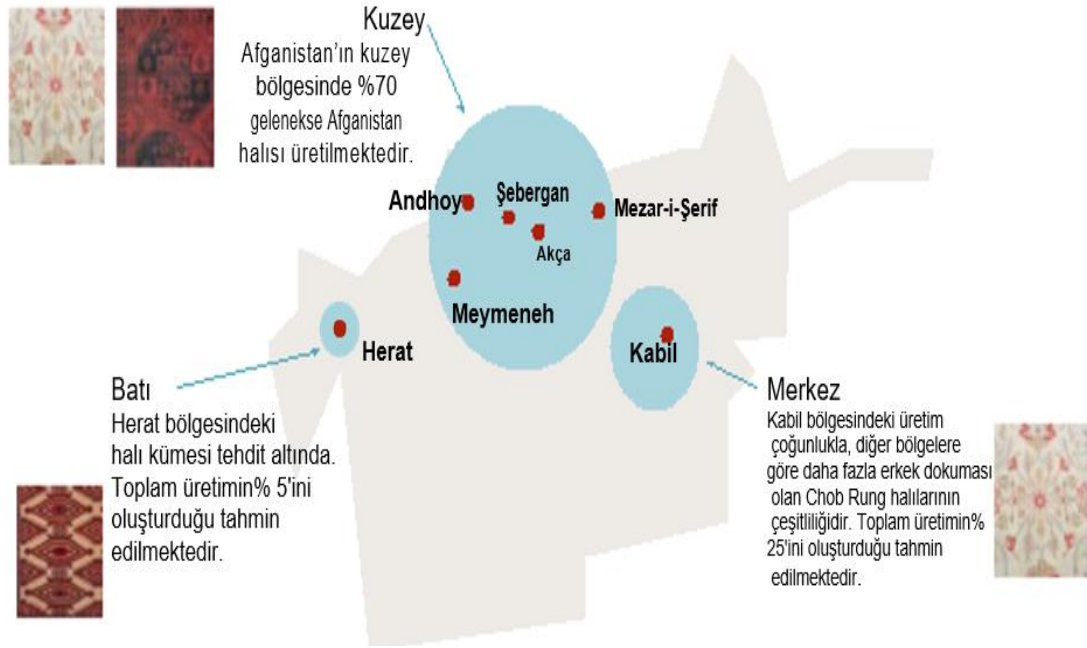 Kuzey
Afganistan’ın kuzey
bölgesinde %70
gelenekse Afganistan
halısı üretilmektedir.
Andhoy
Şebergan
Mezar-i-Şerif
Akça
Meymeneh
Herat
Kabil
Batı
Herat bölgesindeki
halı kümesi tehdit altında.
Toplam üretimin% 5'ini
oluşturduğu tahmin
edilmektedir.
Merkez
Kabil bölgesindeki üretim
çoğunlukla, diğer bölgelere
göre daha fazla erkek dokuması
olan Chob Rung halılarının
çeşitliliğidir. Toplam üretimin%
25'ini oluşturduğu tahmin
edilmektedir.